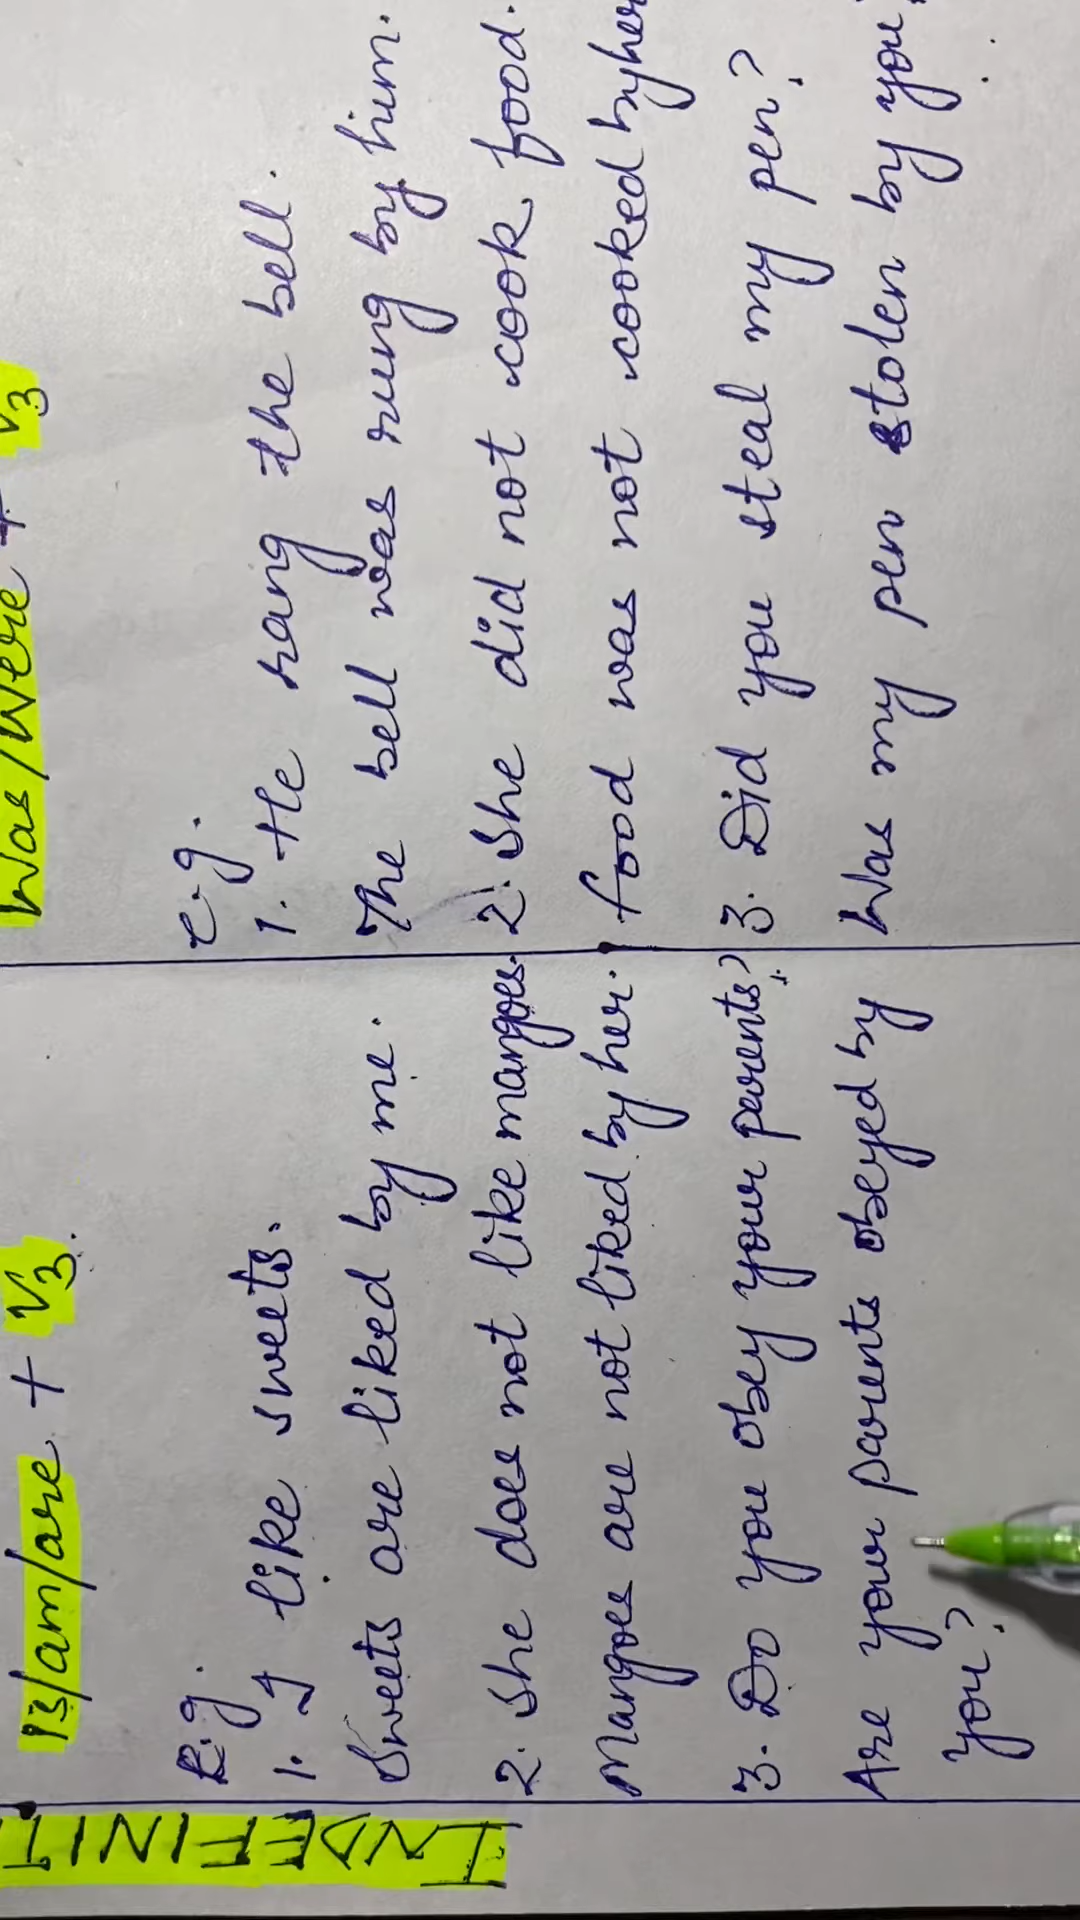 INDEFINIT
Is/am/are + V3.
E.g.
1. I like sweets.
Sweets are liked by me.
2. She does not like mangoes.
Mangoes are not liked by her.
3. Do you obey your parents?
Are your parents obeyed by
you?
Was/Were + V3
e.g.
1. He rang the bell.
The bell was rung by him.
2. She did not cook food.
food was not cooked by her
3. Did you steal my pen?
Was my pen stolen by you